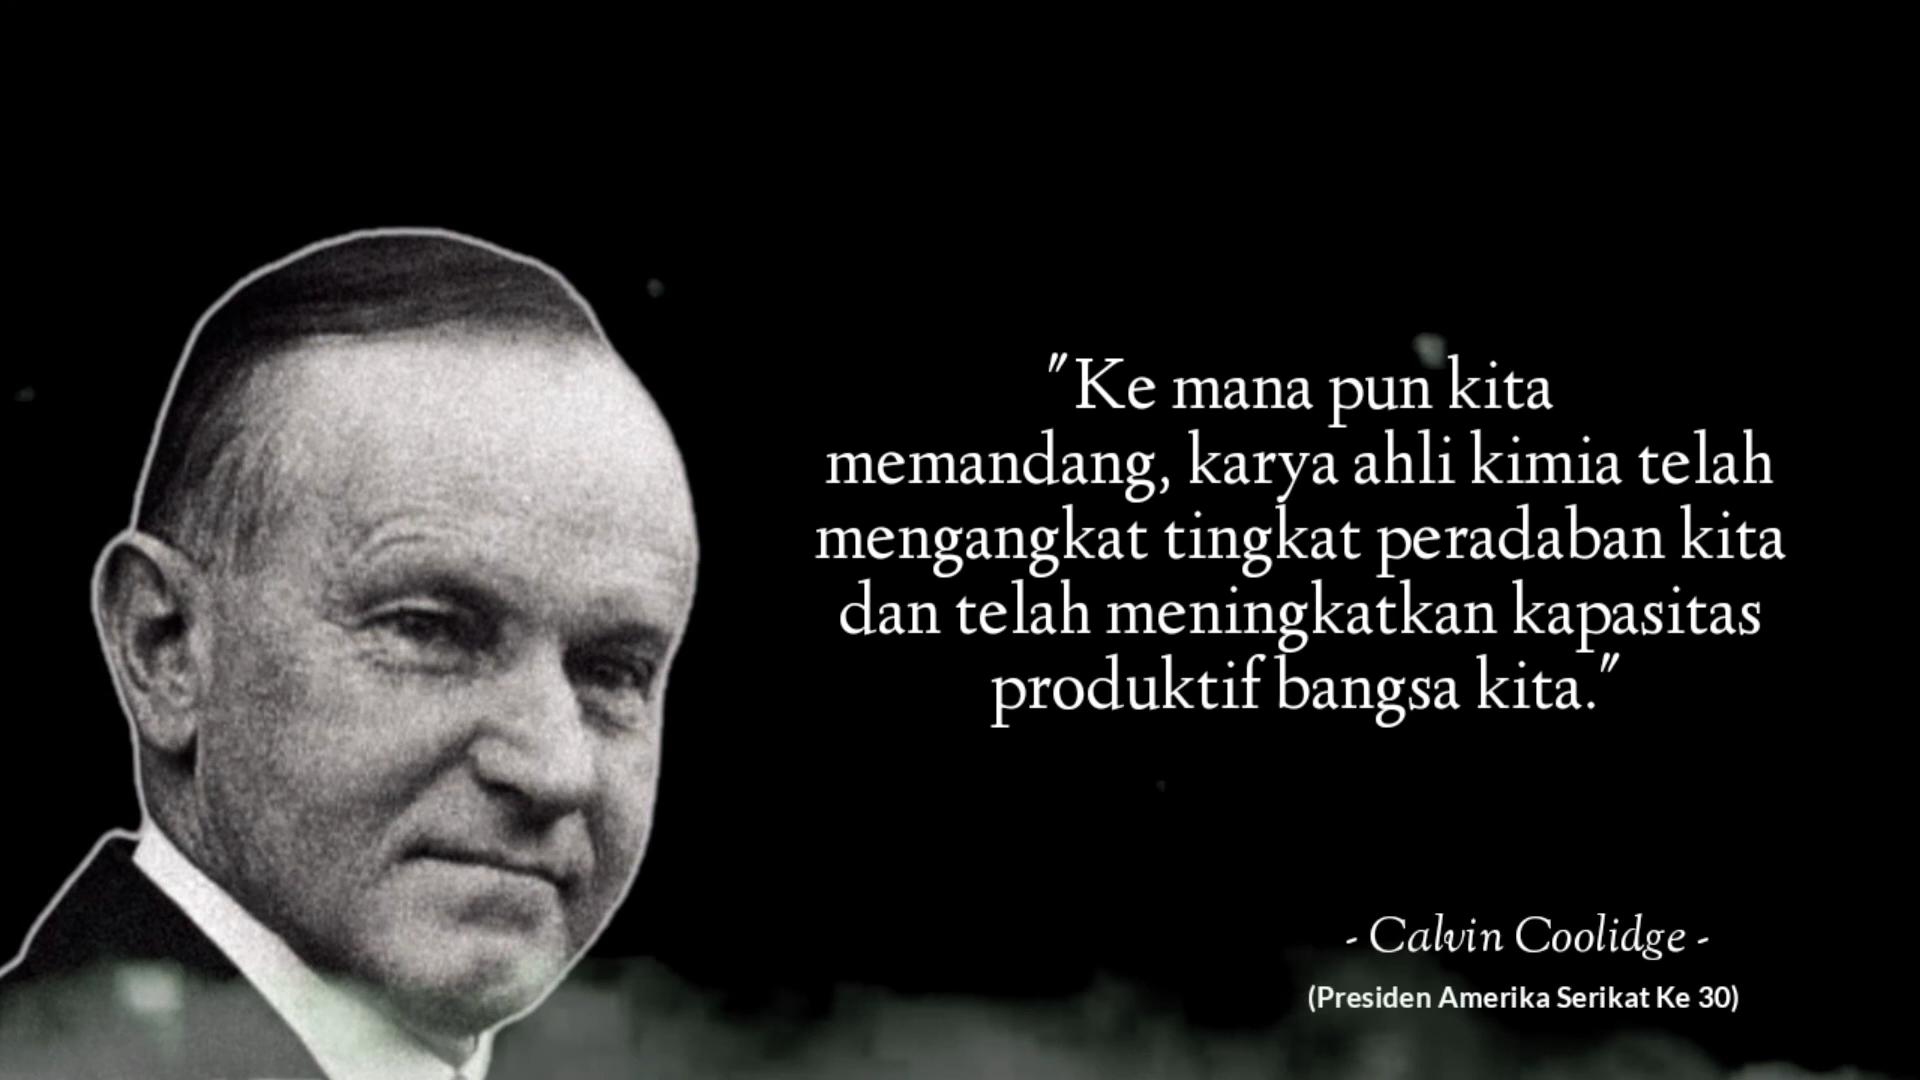 "Ke mana pun kita
memandang, karya ahli kimia telah
mengangkat tingkat peradaban kita
dan telah meningkatkan kapasitas
produktif bangsa kita."
- Calvin Coolidge -
(Presiden Amerika Serikat Ke 30)